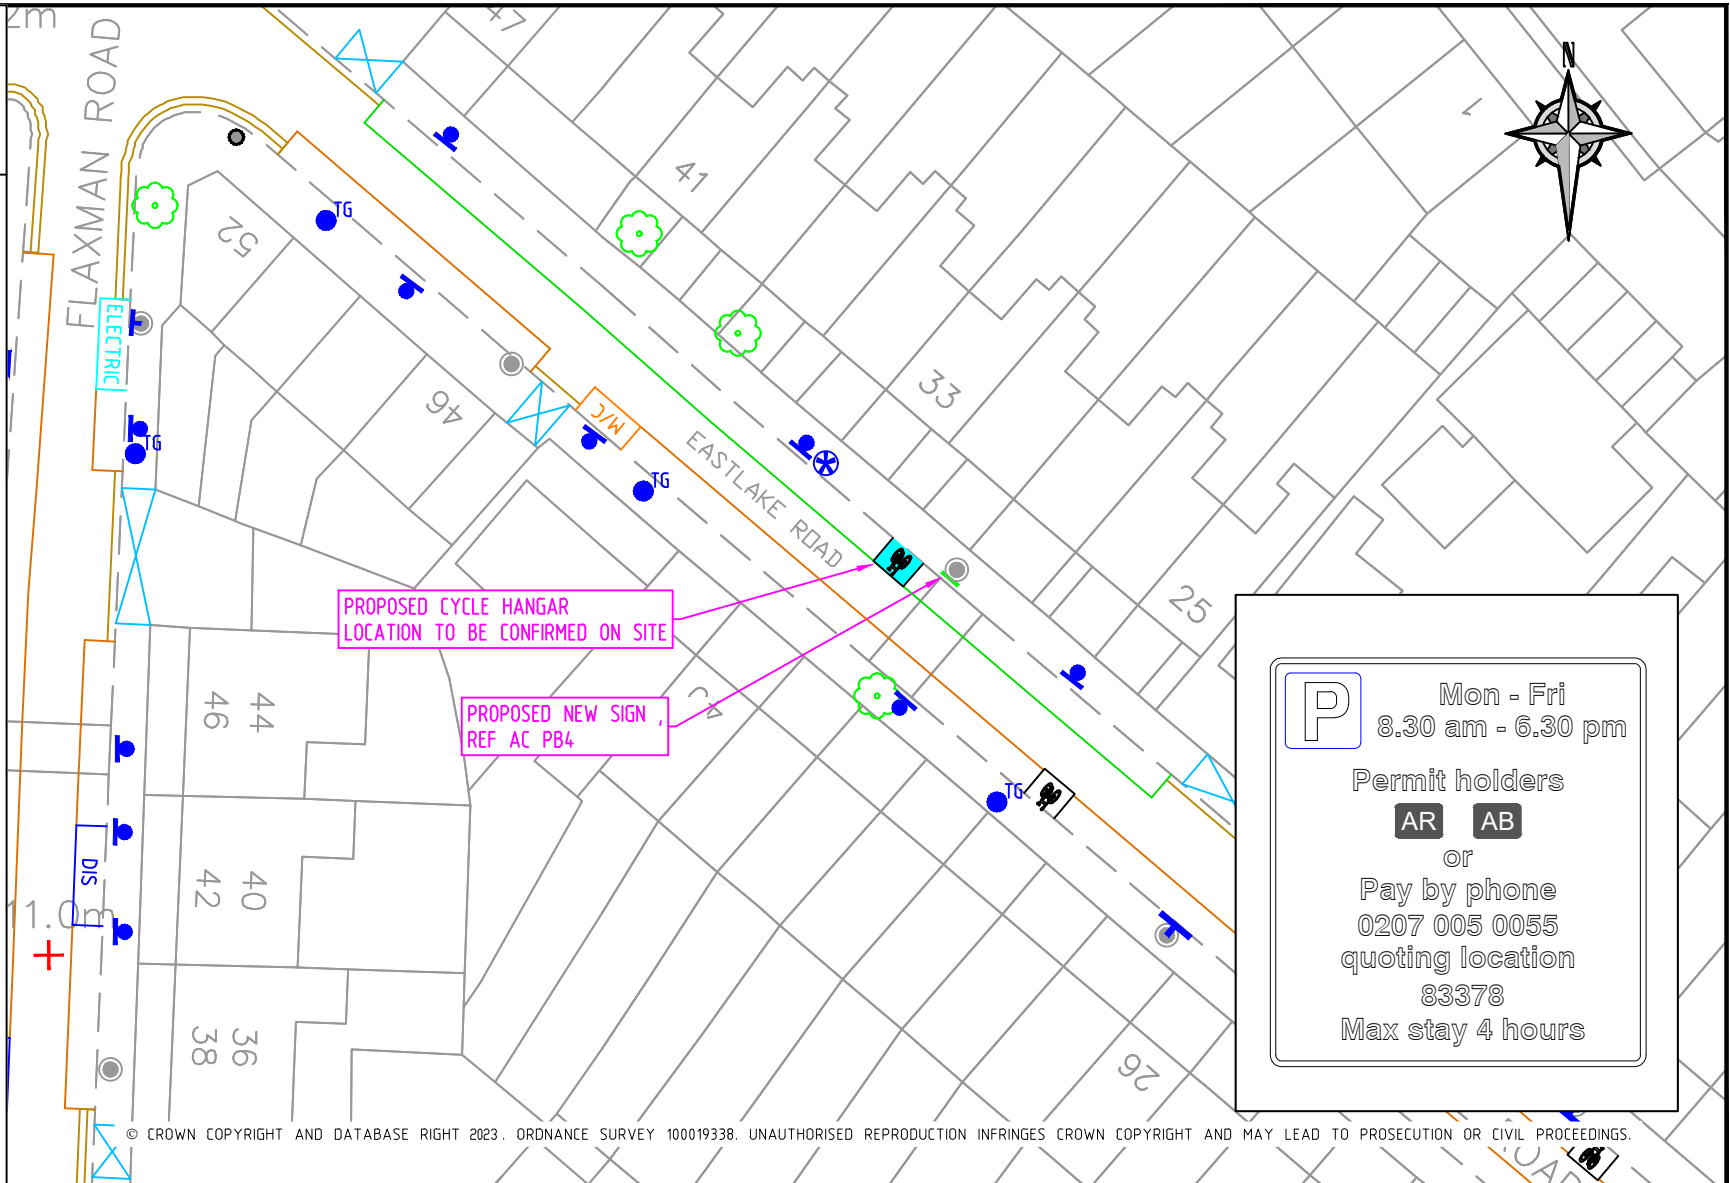 2m
47
N
1
FLAXMAN ROAD
41
TG
52
ELECTRIC
33
46
M/C
TG
EASTLAKE ROAD
TG
PROPOSED CYCLE HANGAR
LOCATION TO BE CONFIRMED ON SITE
25
PROPOSED NEW SIGN ,
REF AC PB4
44
46
TG
DIS
40
42
11.0m
36
38
26
P
Mon - Fri
8.30 am - 6.30 pm
Permit holders
AR AB
or
Pay by phone
0207 005 0055
quoting location
83378
Max stay 4 hours
© CROWN COPYRIGHT AND DATABASE RIGHT 2023. ORDNANCE SURVEY 100019338. UNAUTHORISED REPRODUCTION INFRINGES CROWN COPYRIGHT AND MAY LEAD TO PROSECUTION OR CIVIL PROCEEDINGS.
ROAD